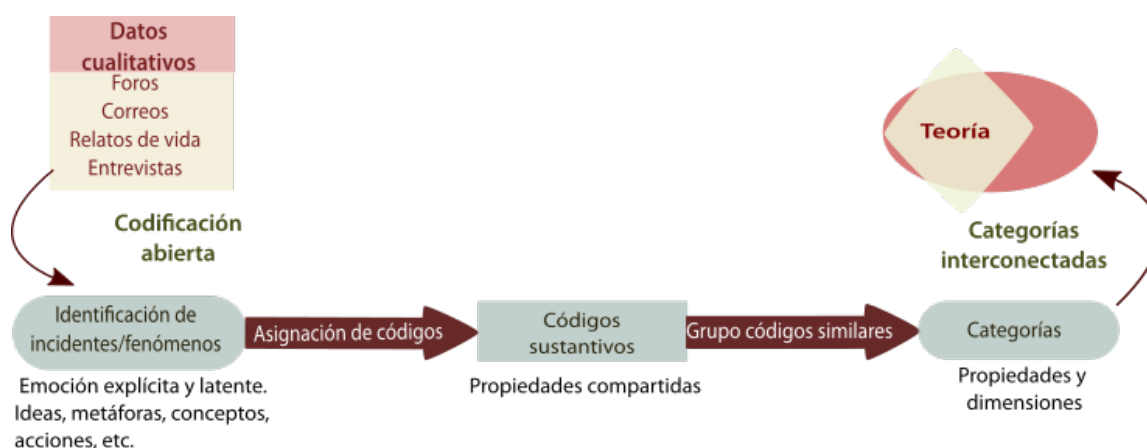 Datos
cualitativos
Foros
Correos
Relatos de vida
Entrevistas
Codificación
abierta
Identificación de
incidentes/fenómenos
Emoción explícita y latente.
Ideas, metáforas, conceptos,
acciones, etc.
Asignación de códigos
Códigos
sustantivos
Propiedades compartidas
Grupo códigos similares
Categorías
Propiedades y
dimensiones
Categorías
interconectadas
Teoría